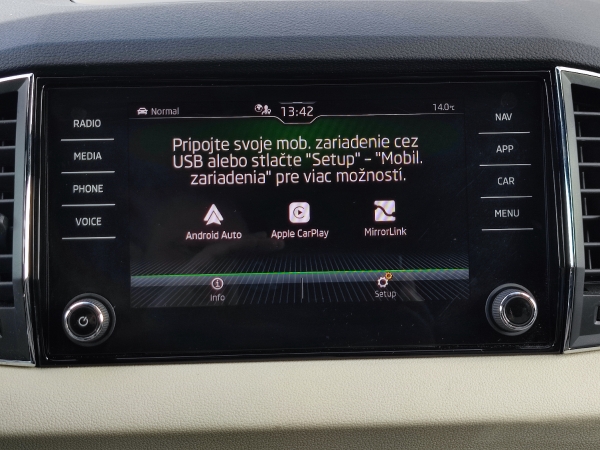 Normal
13:42
14.0°C
RADIO
MEDIA
PHONE
VOICE
Pripojte svoje mob. zariadenie cez
USB alebo stlačte "Setup" - "Mobil.
zariadenia" pre viac možností.
Android Auto
Apple CarPlay
MirrorLink
Info
Setup
NAV
APP
CAR
MENU